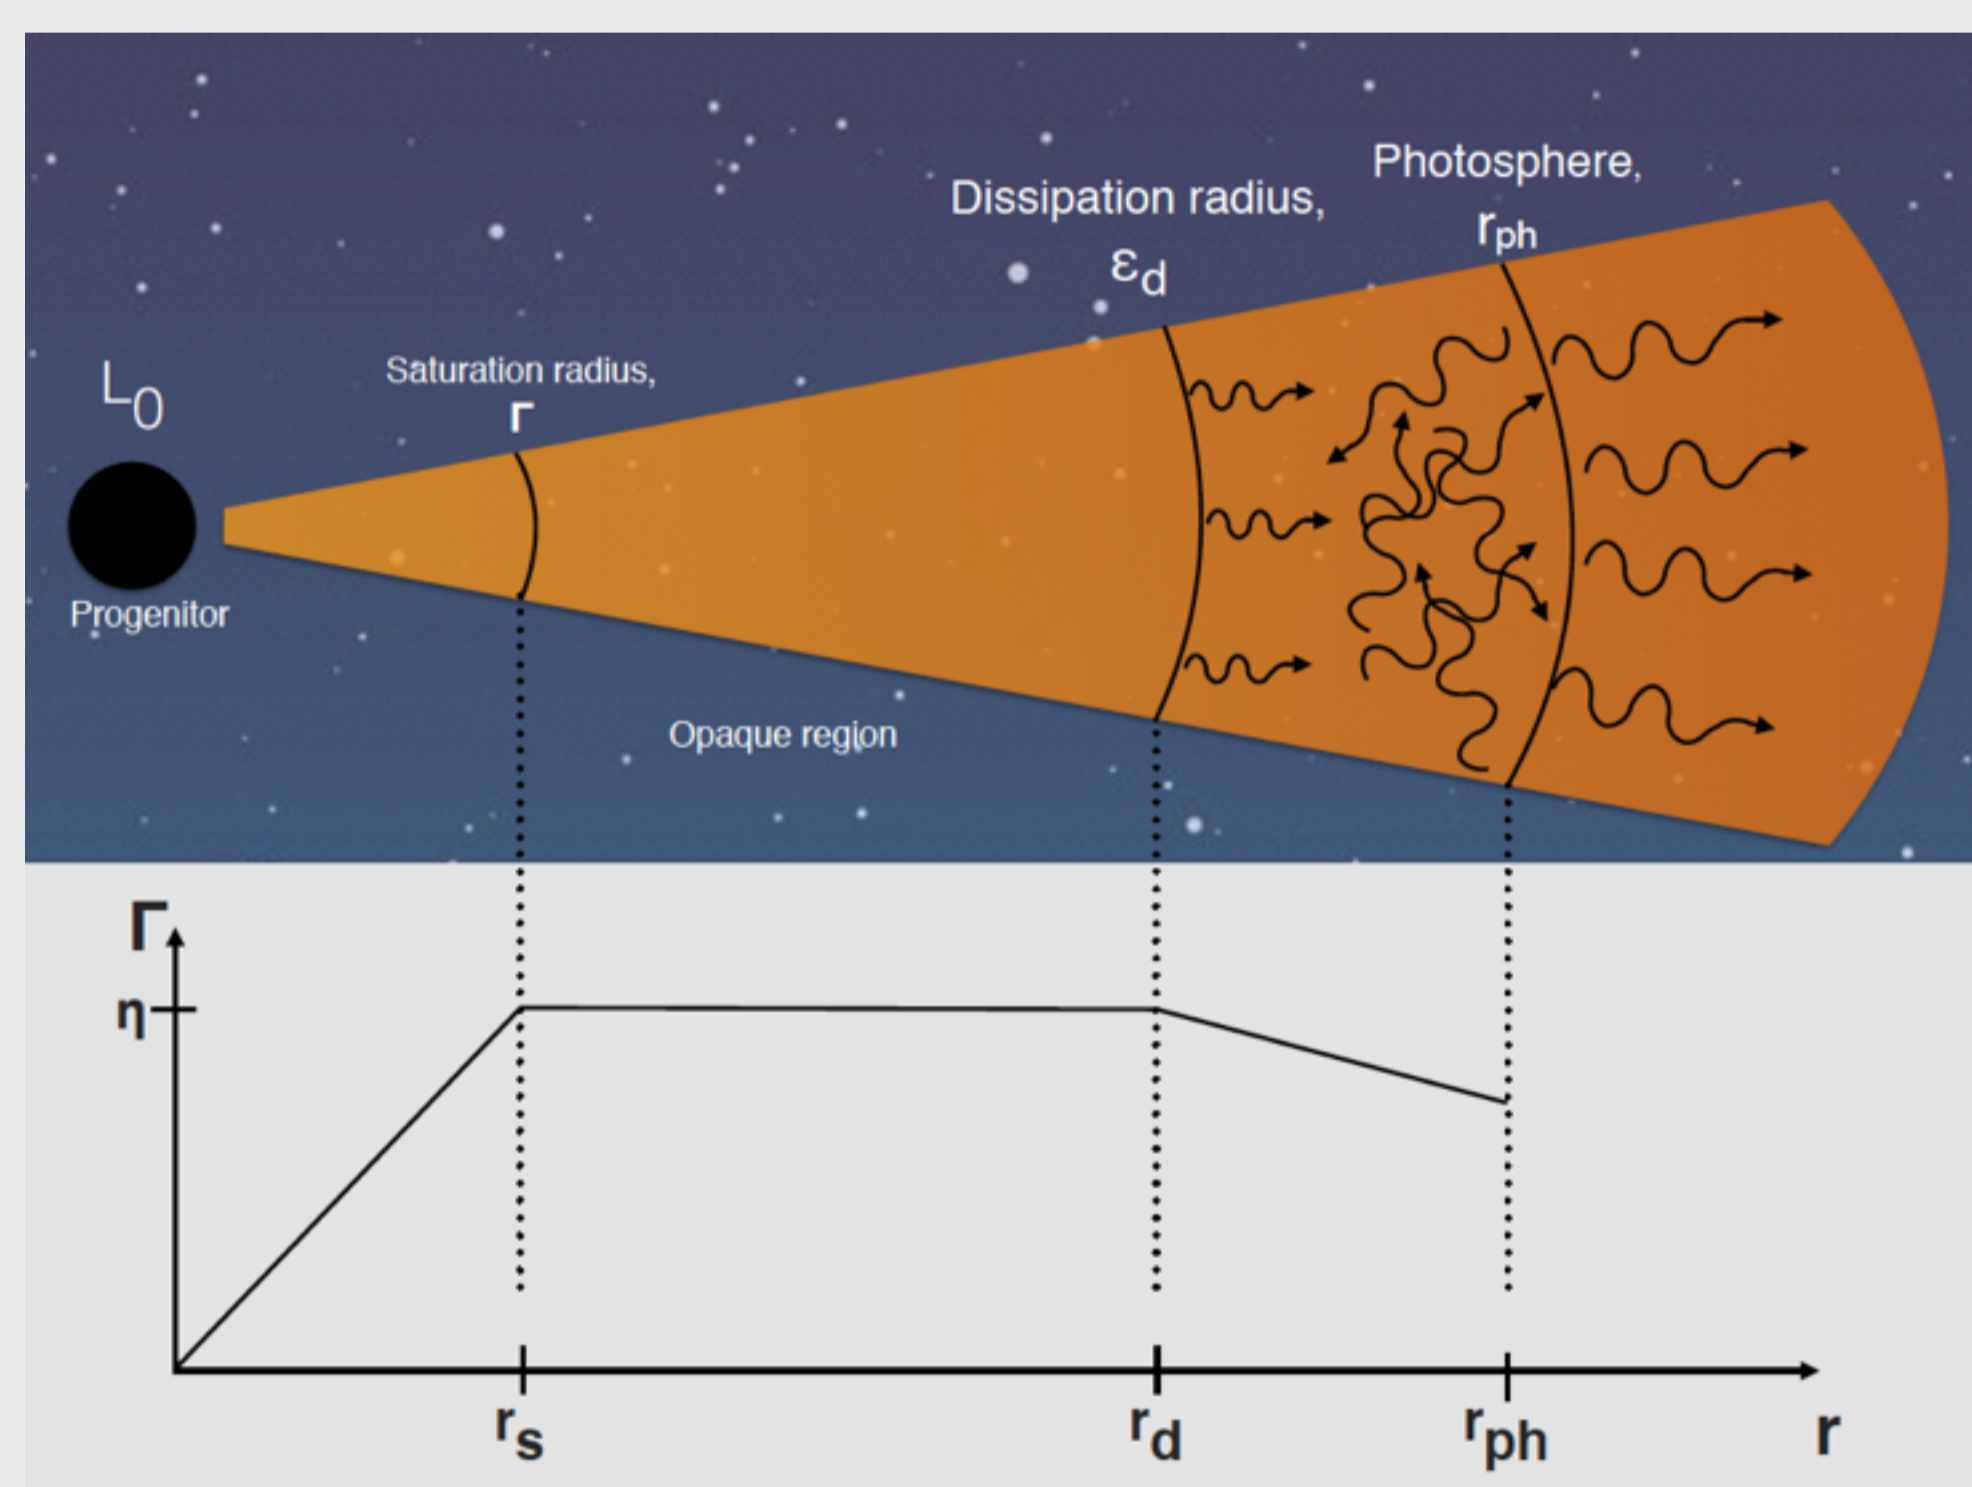 Photosphere,
r_ph
Dissipation radius,
ε_d
Saturation radius,
Γ
L_0
Progenitor
Opaque region
Γ
η
r_s
r_d
r_ph
r